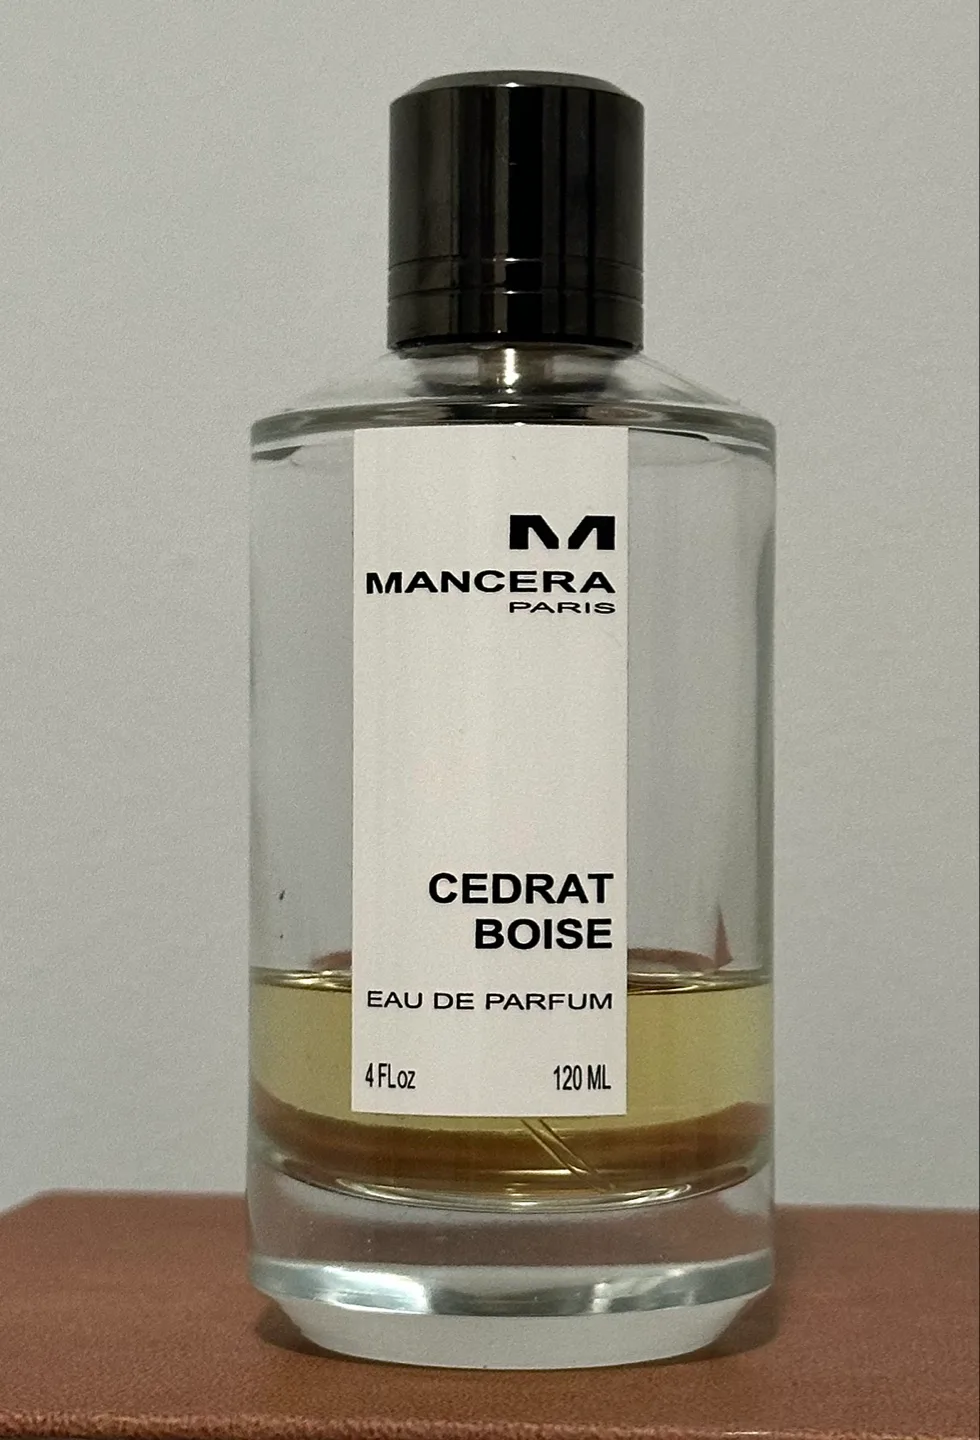 M
MANCERA
PARIS
CEDRAT
BOISE
EAU DE PARFUM
4 FLoz 120 ML